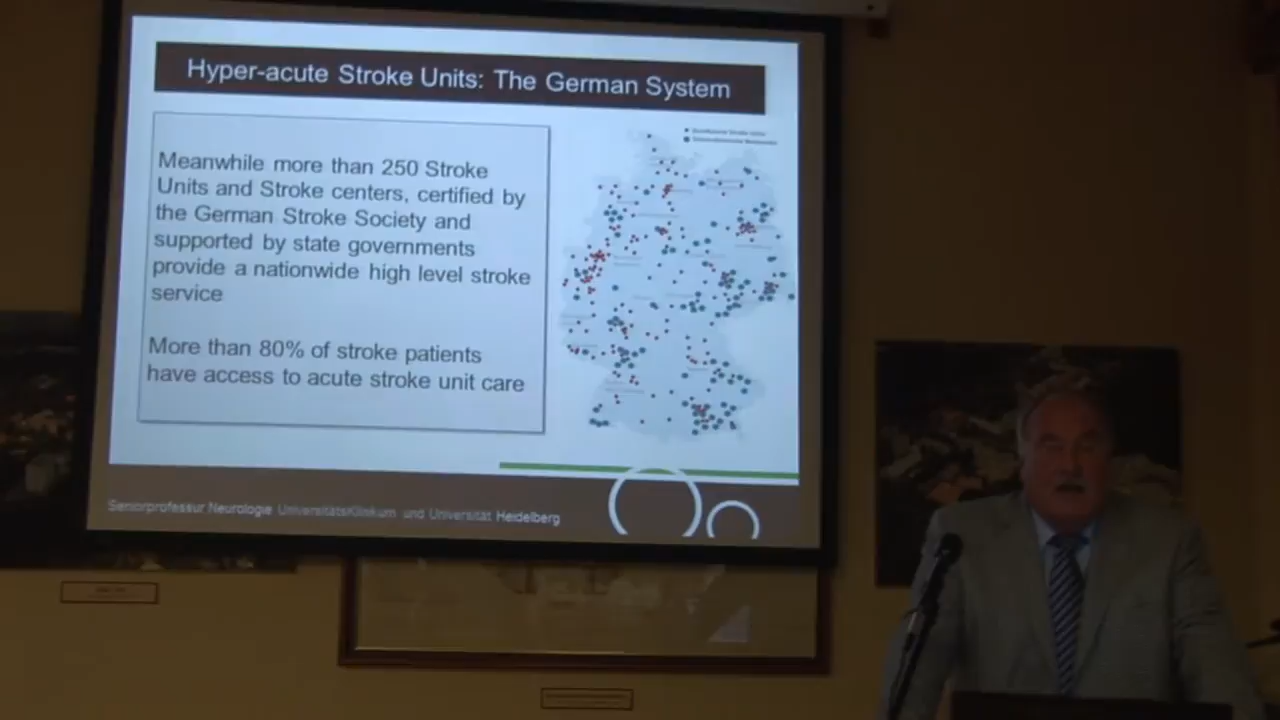 Hyper-acute Stroke Units: The German System
Meanwhile more than 250 Stroke
Units and Stroke centers, certified by
the German Stroke Society and
supported by state governments
provide a nationwide high level stroke
service
More than 80% of stroke patients
have access to acute stroke unit care
Seniorprofessur Neurologie UniversitätsKlinikum und Universität Heidelberg